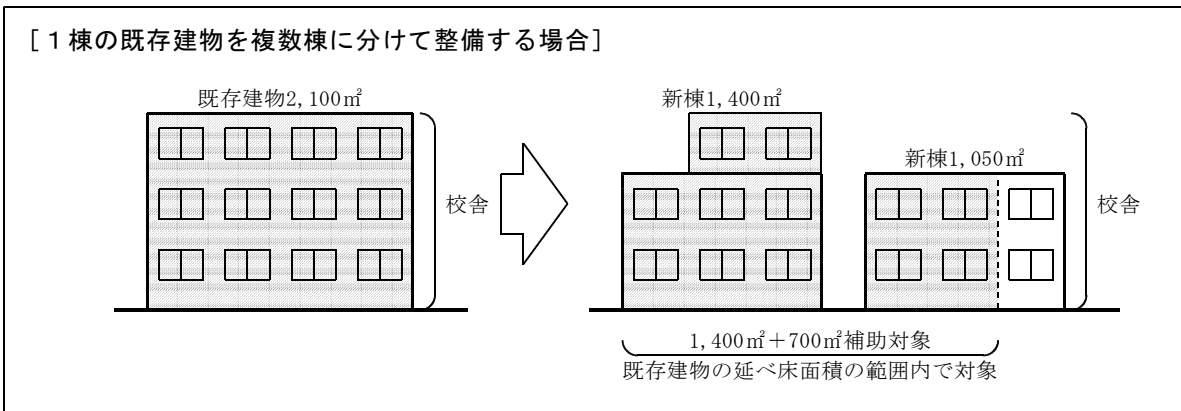 [１棟の既存建物を複数棟に分けて整備する場合]
既存建物2,100㎡
校舎
新棟1,400㎡
新棟1,050㎡
校舎
1,400㎡＋700㎡補助対象
既存建物の延べ床面積の範囲内で対象